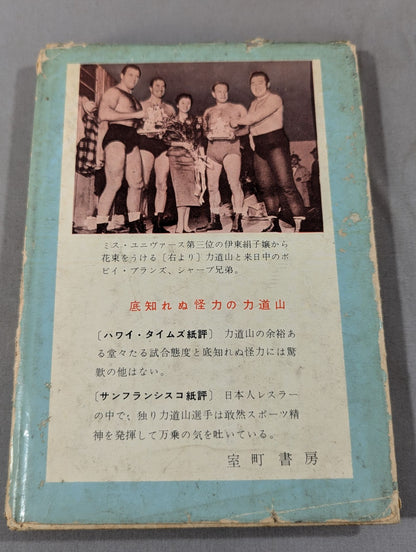 ミス・ユニヴァース第三位の伊東絹子嬢から
花束をうける〔右より〕力道山と来日中のボ
ビイ・ブランズ、シャープ兄弟。
底知れぬ怪力の力道山
〔ハワイ・タイムズ紙評〕 力道山の余裕あ
る堂々たる試合態度と底知れぬ怪力には驚
歎の他はない。
〔サンフランシスコ紙評〕 日本人レスラー
の中で、独り力道山選手は敢然スポーツ精
神を発揮して万乗の気を吐いている。
室町書房